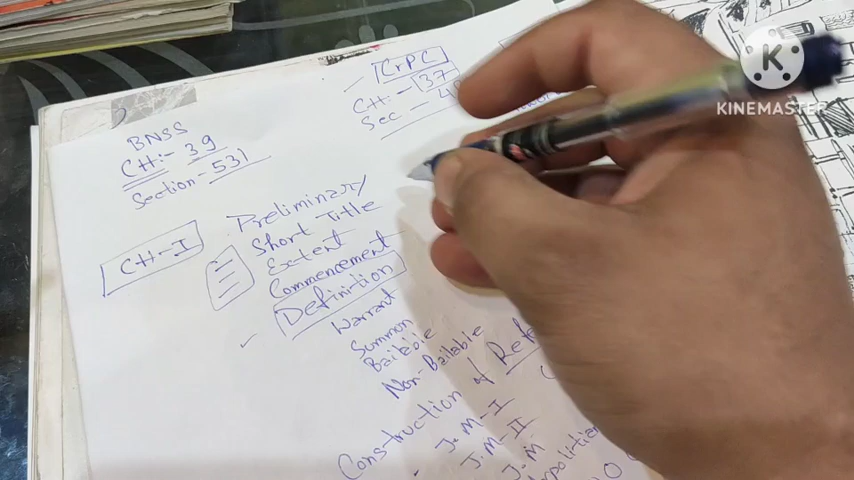 BNSS
CH:- 39
Section - 531
CrPC
CH:- 37
Sec -
CH-I
Preliminary
Short Title
Extent
Commencement
Definition
Warrant
Summon
Bailable
Non-Bailable
Construction of
J.M-I
J.M-II
J.M
K
KINEMASTER